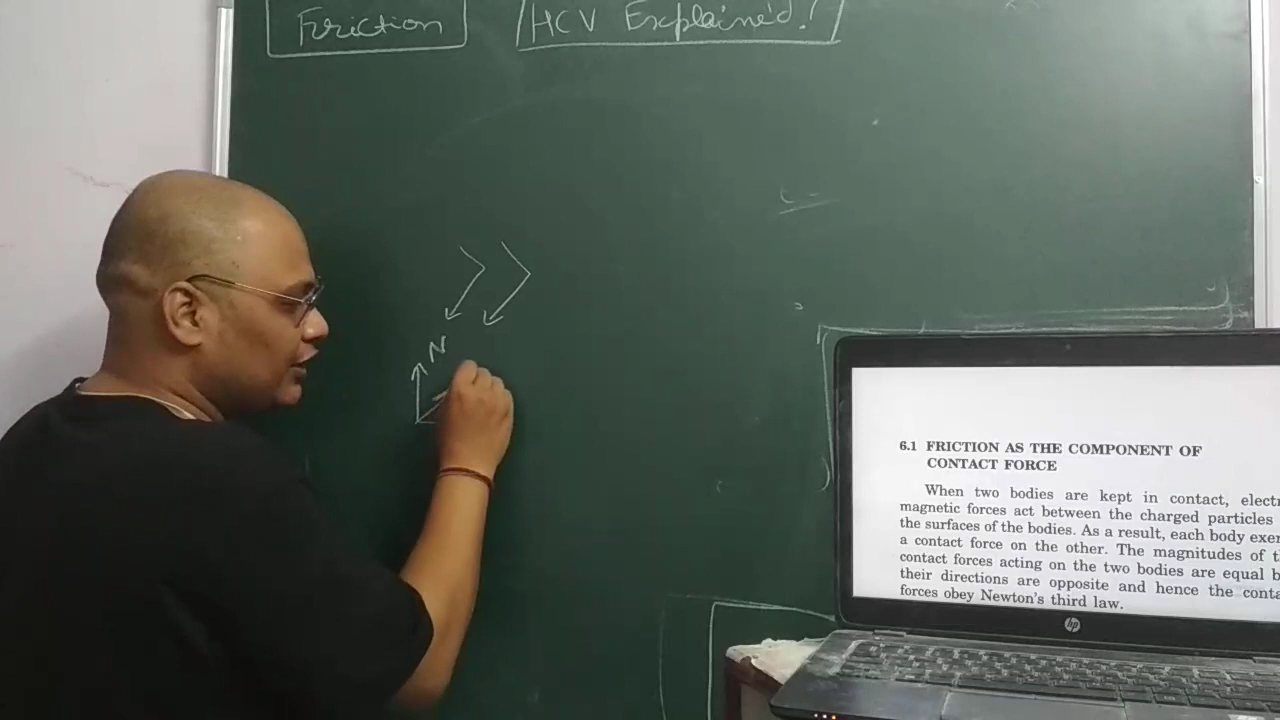 Friction
HCV Explained!
N
6.1 FRICTION AS THE COMPONENT OF
CONTACT FORCE
When two bodies are kept in contact, electr
magnetic forces act between the charged particles
the surfaces of the bodies. As a result, each body exer
a contact force on the other. The magnitudes of t
contact forces acting on the two bodies are equal b
their directions are opposite and hence the conta
forces obey Newton's third law.
hp